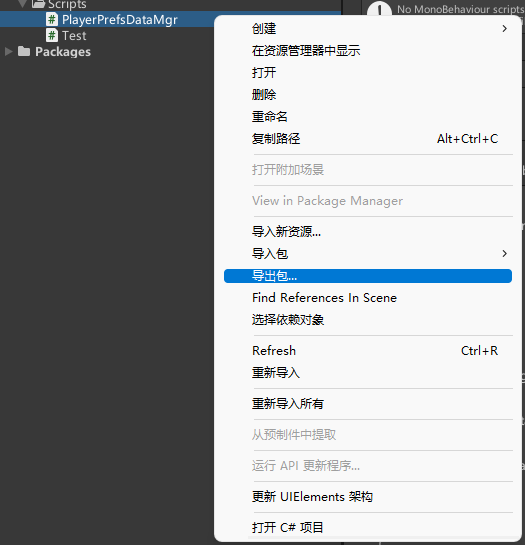 Scripts
PlayerPrefsDataMgr
Test
Packages
No MonoBehaviour scripts
创建
在资源管理器中显示
打开
删除
重命名
复制路径 Alt+Ctrl+C
打开附加场景
View in Package Manager
导入新资源...
导入包
导出包...
Find References In Scene
选择依赖对象
Refresh Ctrl+R
重新导入
重新导入所有
从预制件中提取
运行 API 更新程序...
更新 UIElements 架构
打开 C# 项目